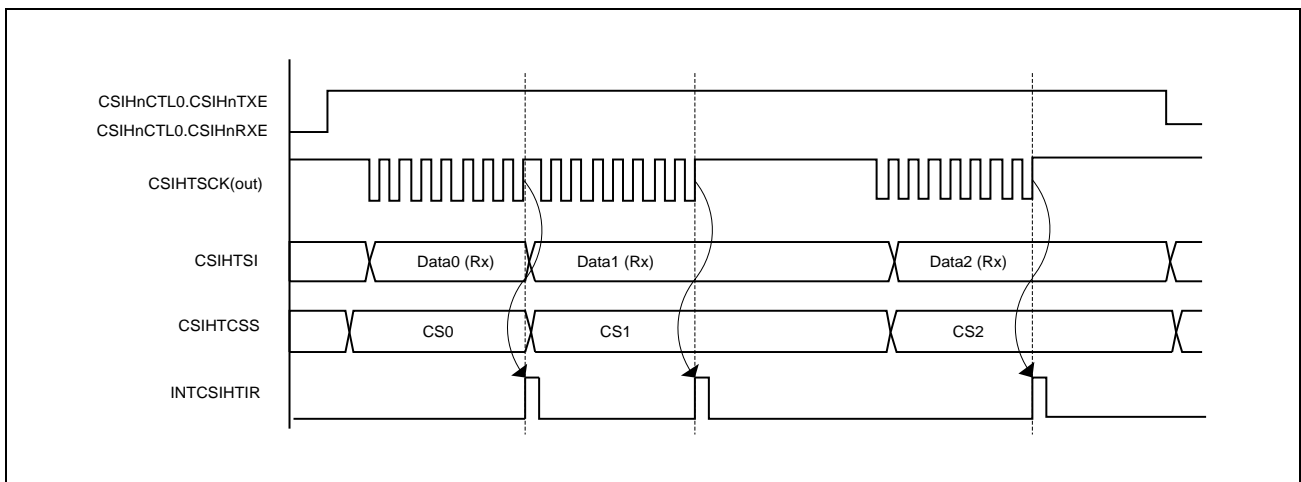 CSIHnCTL0.CSIHnTXE
CSIHnCTL0.CSIHnRXE
CSIHTSCK(out)
CSIHTSI
Data0 (Rx)
Data1 (Rx)
Data2 (Rx)
CSIHTCSS
CS0
CS1
CS2
INTCSIHTIR